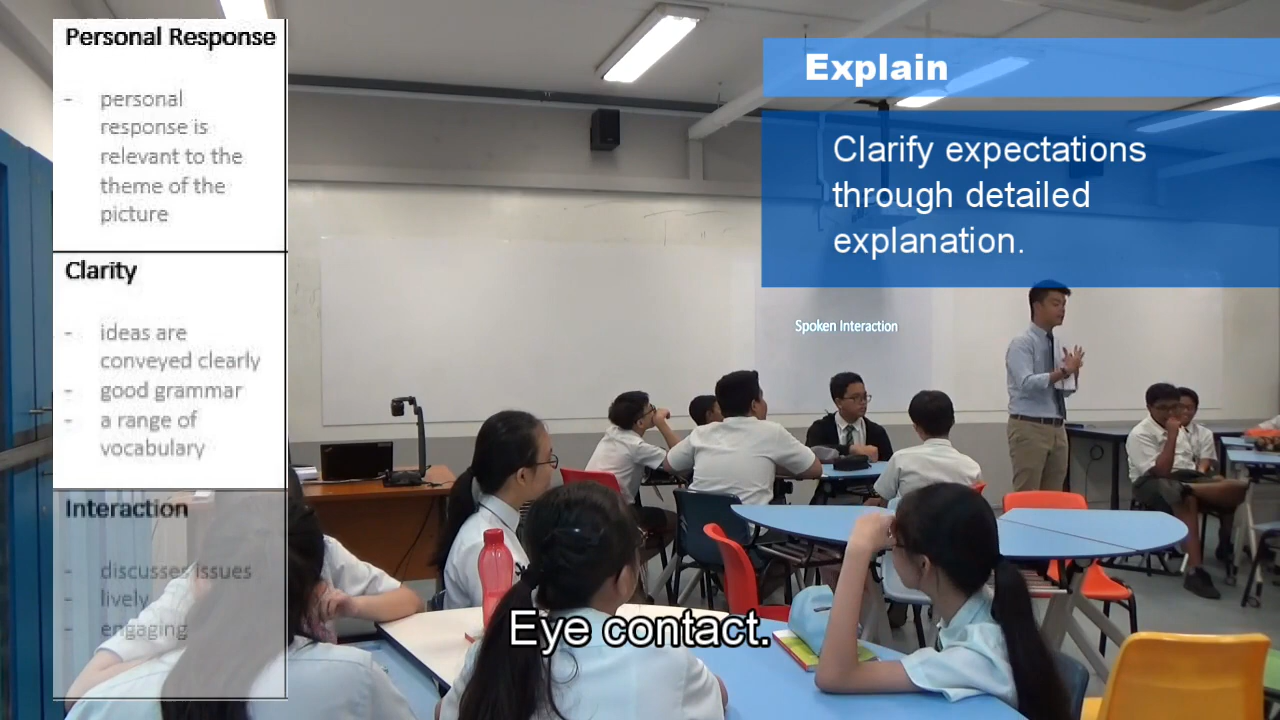 Personal Response
- personal
response is
relevant to the
theme of the
picture
Clarity
- ideas are
conveyed clearly
- good grammar
- a range of
vocabulary
Interaction
- discusses issues
- lively
- engaging
Explain
Clarify expectations
through detailed
explanation.
Spoken Interaction
Eye contact.